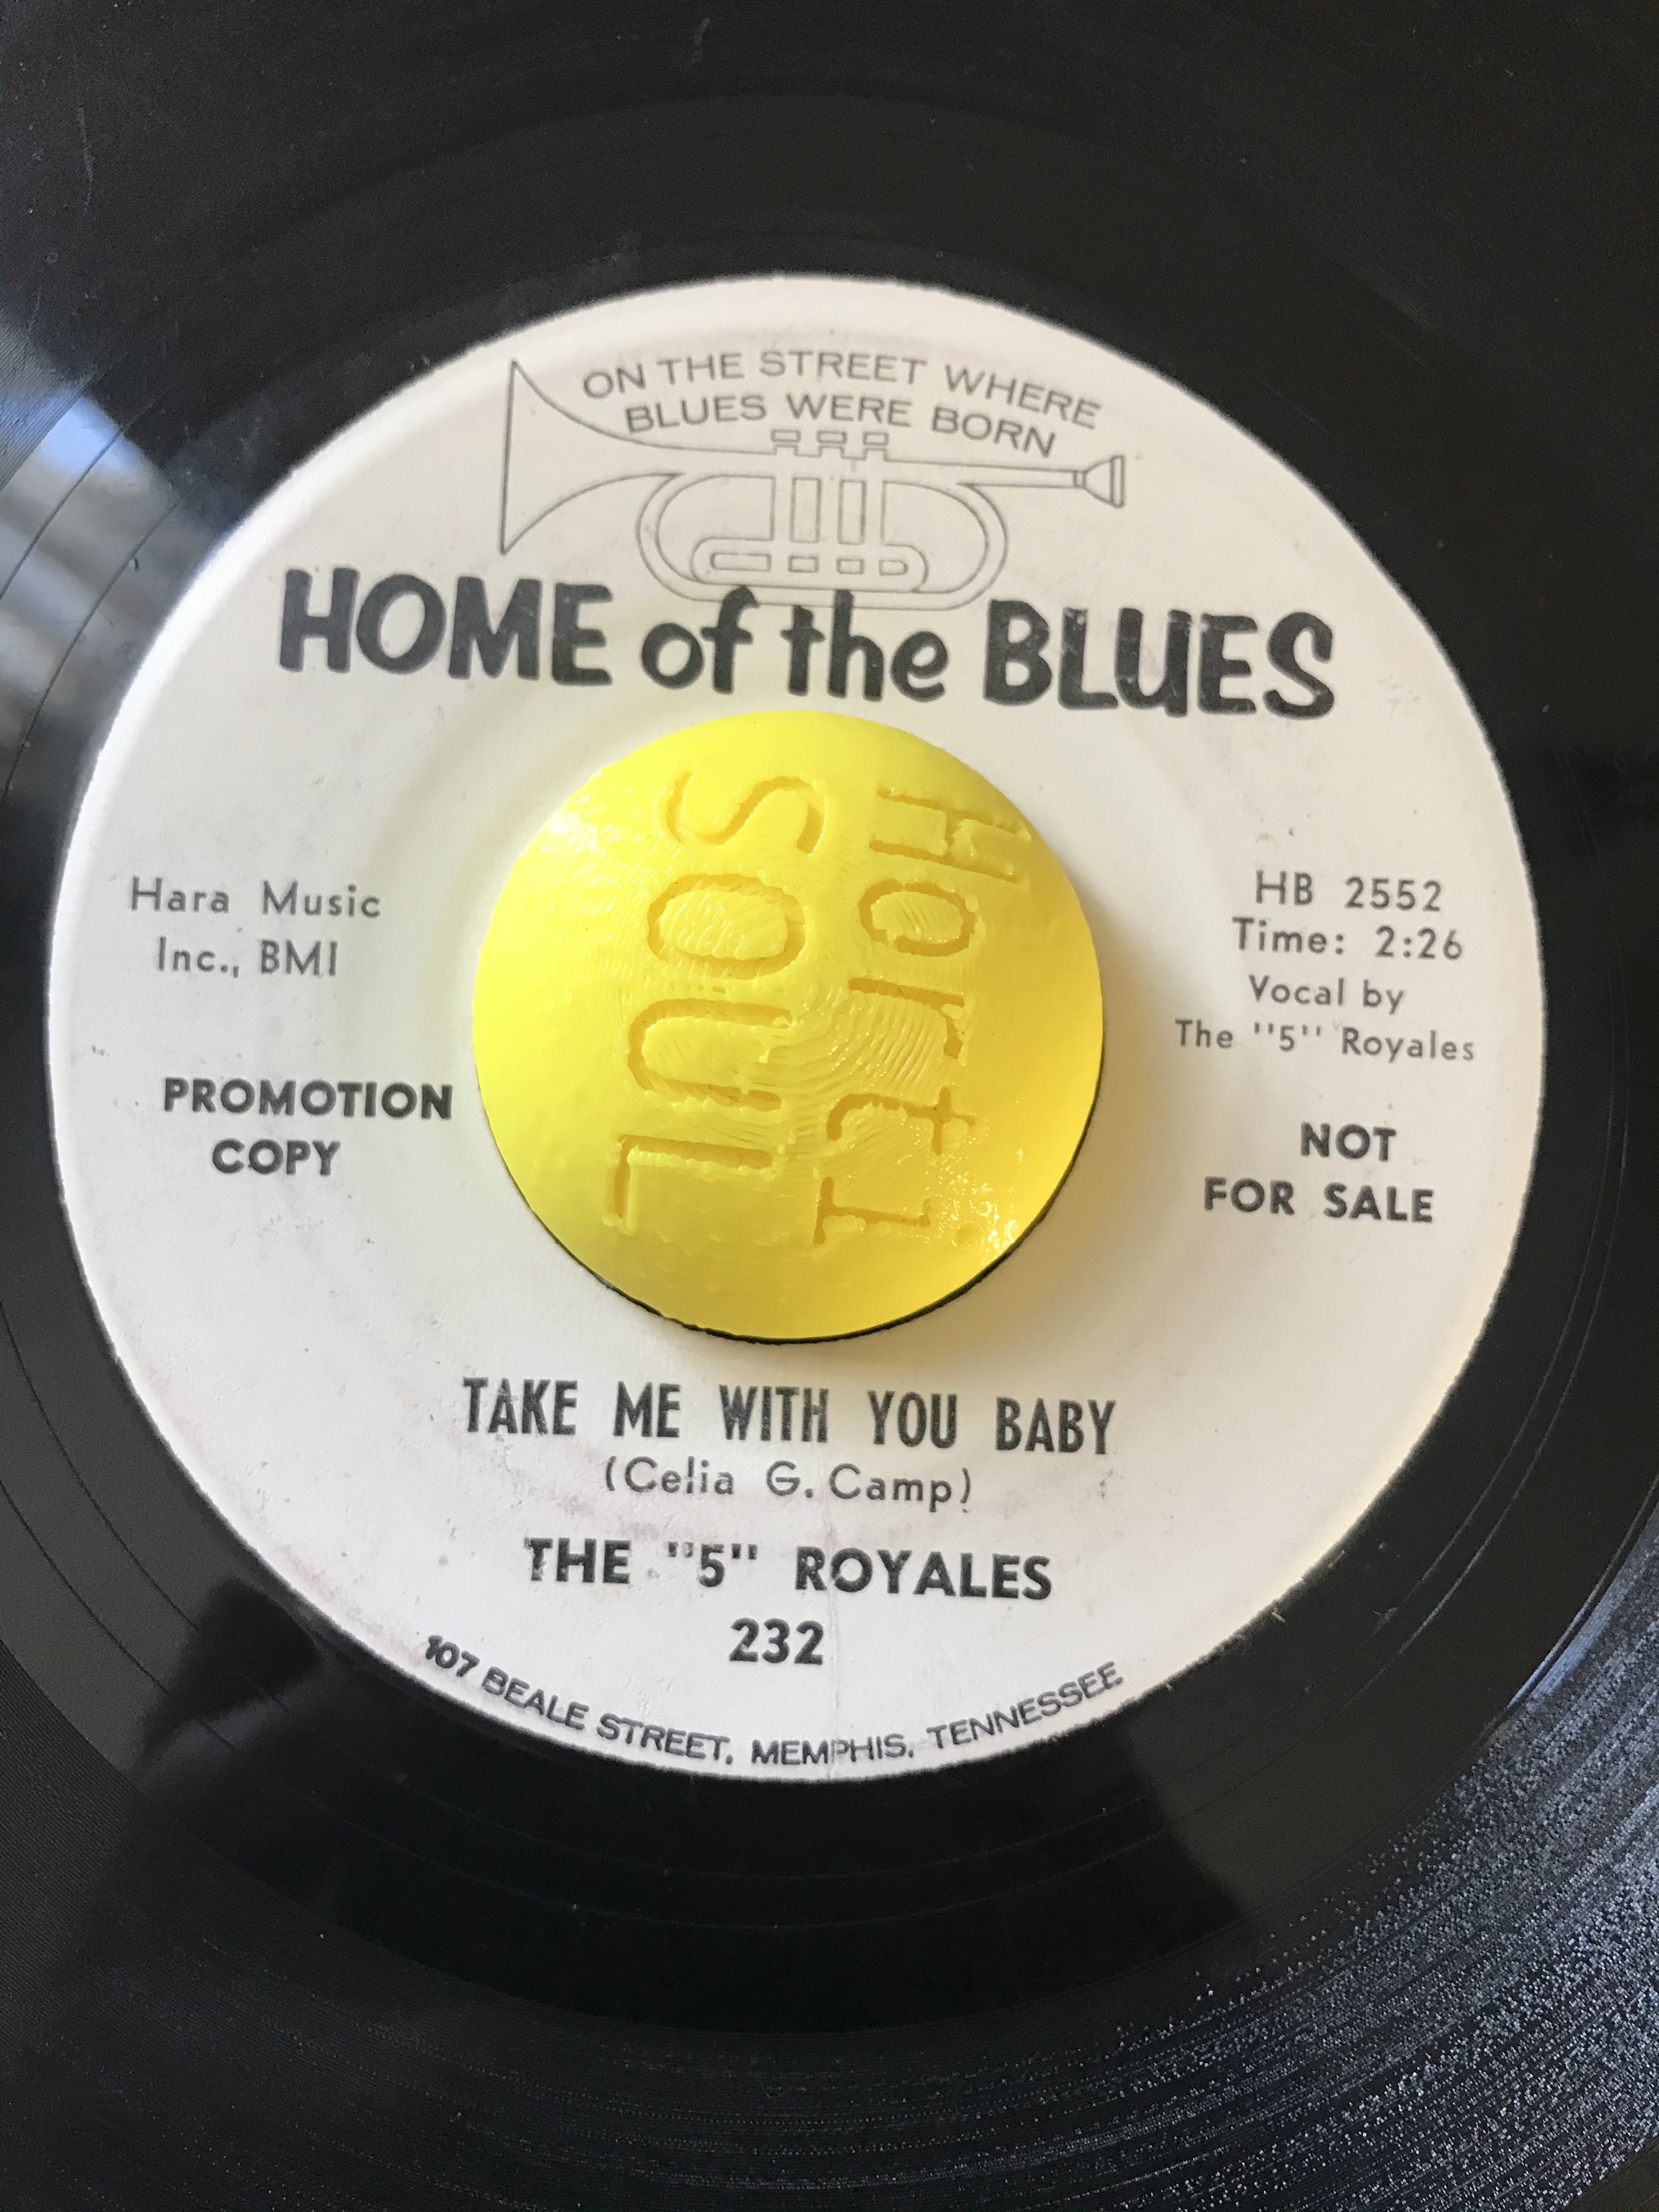 ON THE STREET WHERE
BLUES WERE BORN
HOME of the BLUES
Hara Music
Inc., BMI
PROMOTION
COPY
HortI
SOUL
HB 2552
Time: 2:26
Vocal by
The "5" Royales
NOT
FOR SALE
TAKE ME WITH YOU BABY
(Celia G. Camp)
THE "5" ROYALES
232
107 BEALE STREET, MEMPHIS, TENNESSEE